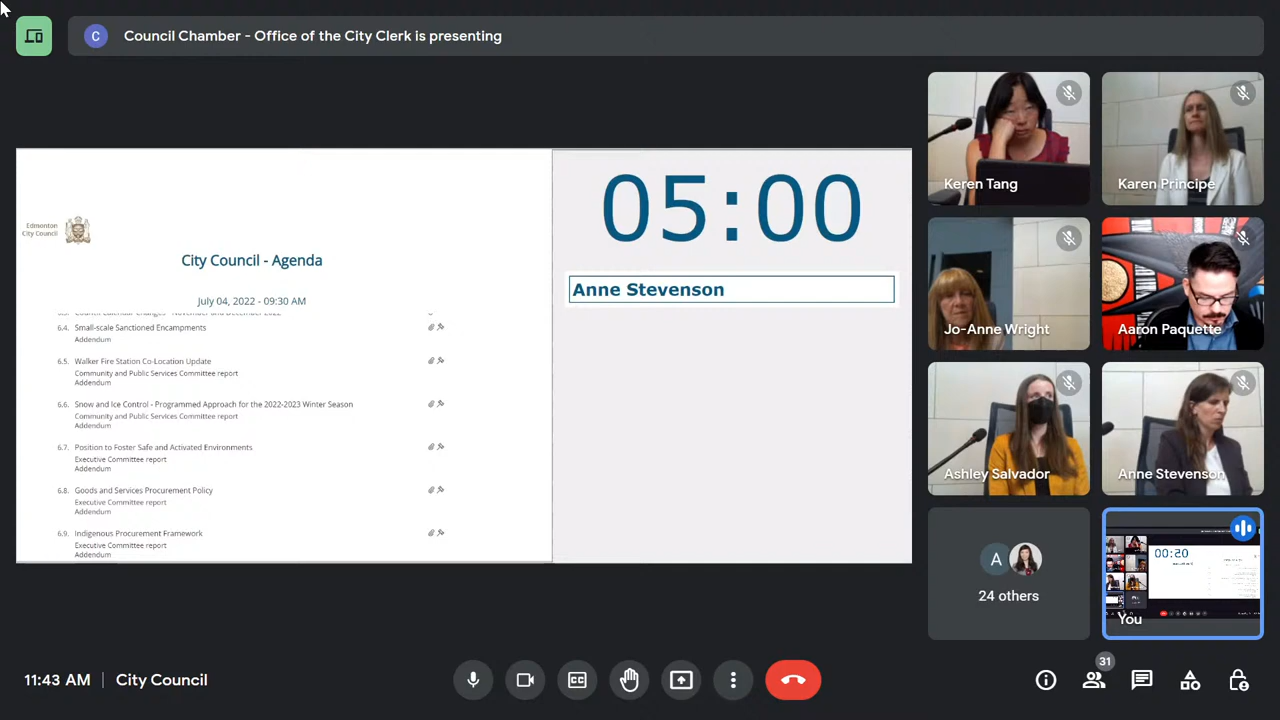 C
Council Chamber - Office of the City Clerk is presenting
Edmonton
City Council
City Council - Agenda
July 04, 2022 - 09:30 AM
6.4. Small-scale Sanctioned Encampments
Addendum
6.5. Walker Fire Station Co-Location Update
Community and Public Services Committee report
Addendum
6.6. Snow and Ice Control - Programmed Approach for the 2022-2023 Winter Season
Community and Public Services Committee report
Addendum
6.7. Position to Foster Safe and Activated Environments
Executive Committee report
Addendum
6.8. Goods and Services Procurement Policy
Executive Committee report
Addendum
6.9. Indigenous Procurement Framework
Executive Committee report
Addendum
05:00
Anne Stevenson
Keren Tang
Karen Principe
Jo-Anne Wright
Aaron Paquette
Ashley Salvador
Anne Stevenson
A
24 others
00:50
You
11:43 AM | City Council
31